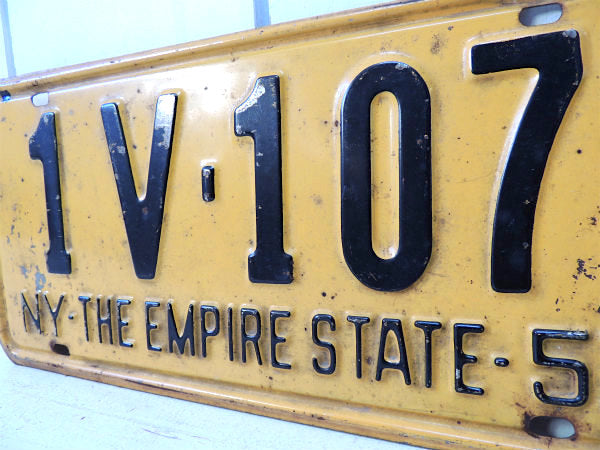 1V·107
NY·THE EMPIRE STATE·5